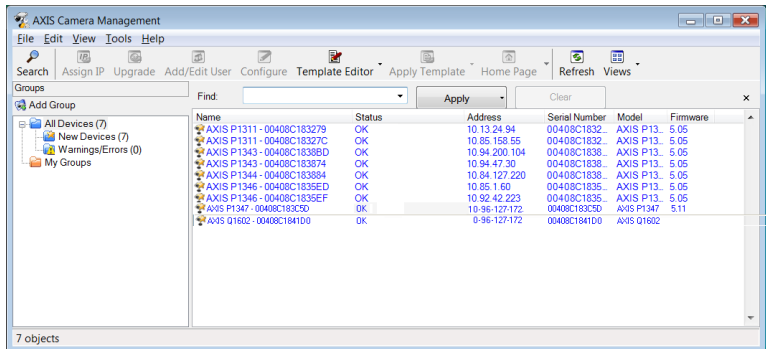 AXIS Camera Management
File Edit View Tools Help
Search Assign IP Upgrade Add/Edit User Configure Template Editor Apply Template Home Page Refresh Views
Groups
Add Group
All Devices (7)
New Devices (7)
Warnings/Errors (0)
My Groups
Find: Apply Clear
Name Status Address Serial Number Model Firmware
AXIS P1311 - 00408C183279 OK 10.13.24.94 00408C1832... AXIS P13... 5.05
AXIS P1311 - 00408C18327C OK 10.85.158.55 00408C1832... AXIS P13... 5.05
AXIS P1343 - 00408C1838BD OK 10.94.200.104 00408C1838... AXIS P13... 5.05
AXIS P1343 - 00408C183874 OK 10.94.47.30 00408C1838... AXIS P13... 5.05
AXIS P1344 - 00408C183884 OK 10.84.127.220 00408C1838... AXIS P13... 5.05
AXIS P1346 - 00408C1835ED OK 10.85.1.60 00408C1835... AXIS P13... 5.05
AXIS P1346 - 00408C1835EF OK 10.92.42.223 00408C1835... AXIS P13... 5.05
AXIS P1347 - 00408C183C5D OK 10-96-127-172 00408C183C5D AXIS P1347 5.11
AXIS Q1602 - 00408C1841D0 OK 0-96-127-172 00408C1841D0 AXIS Q1602
7 objects